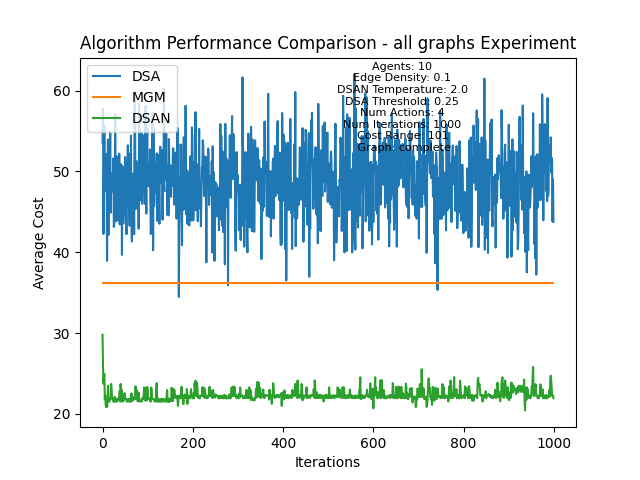 Algorithm Performance Comparison - all graphs Experiment
DSA
MGM
DSAN
Agents: 10
Edge Density: 0.1
DSAN Temperature: 2.0
DSA Threshold: 0.25
Num Actions: 4
Num Iterations: 1000
Cost Range: 101
Graph: complete
60
50
40
30
20
Average Cost
0
200
400
600
800
1000
Iterations